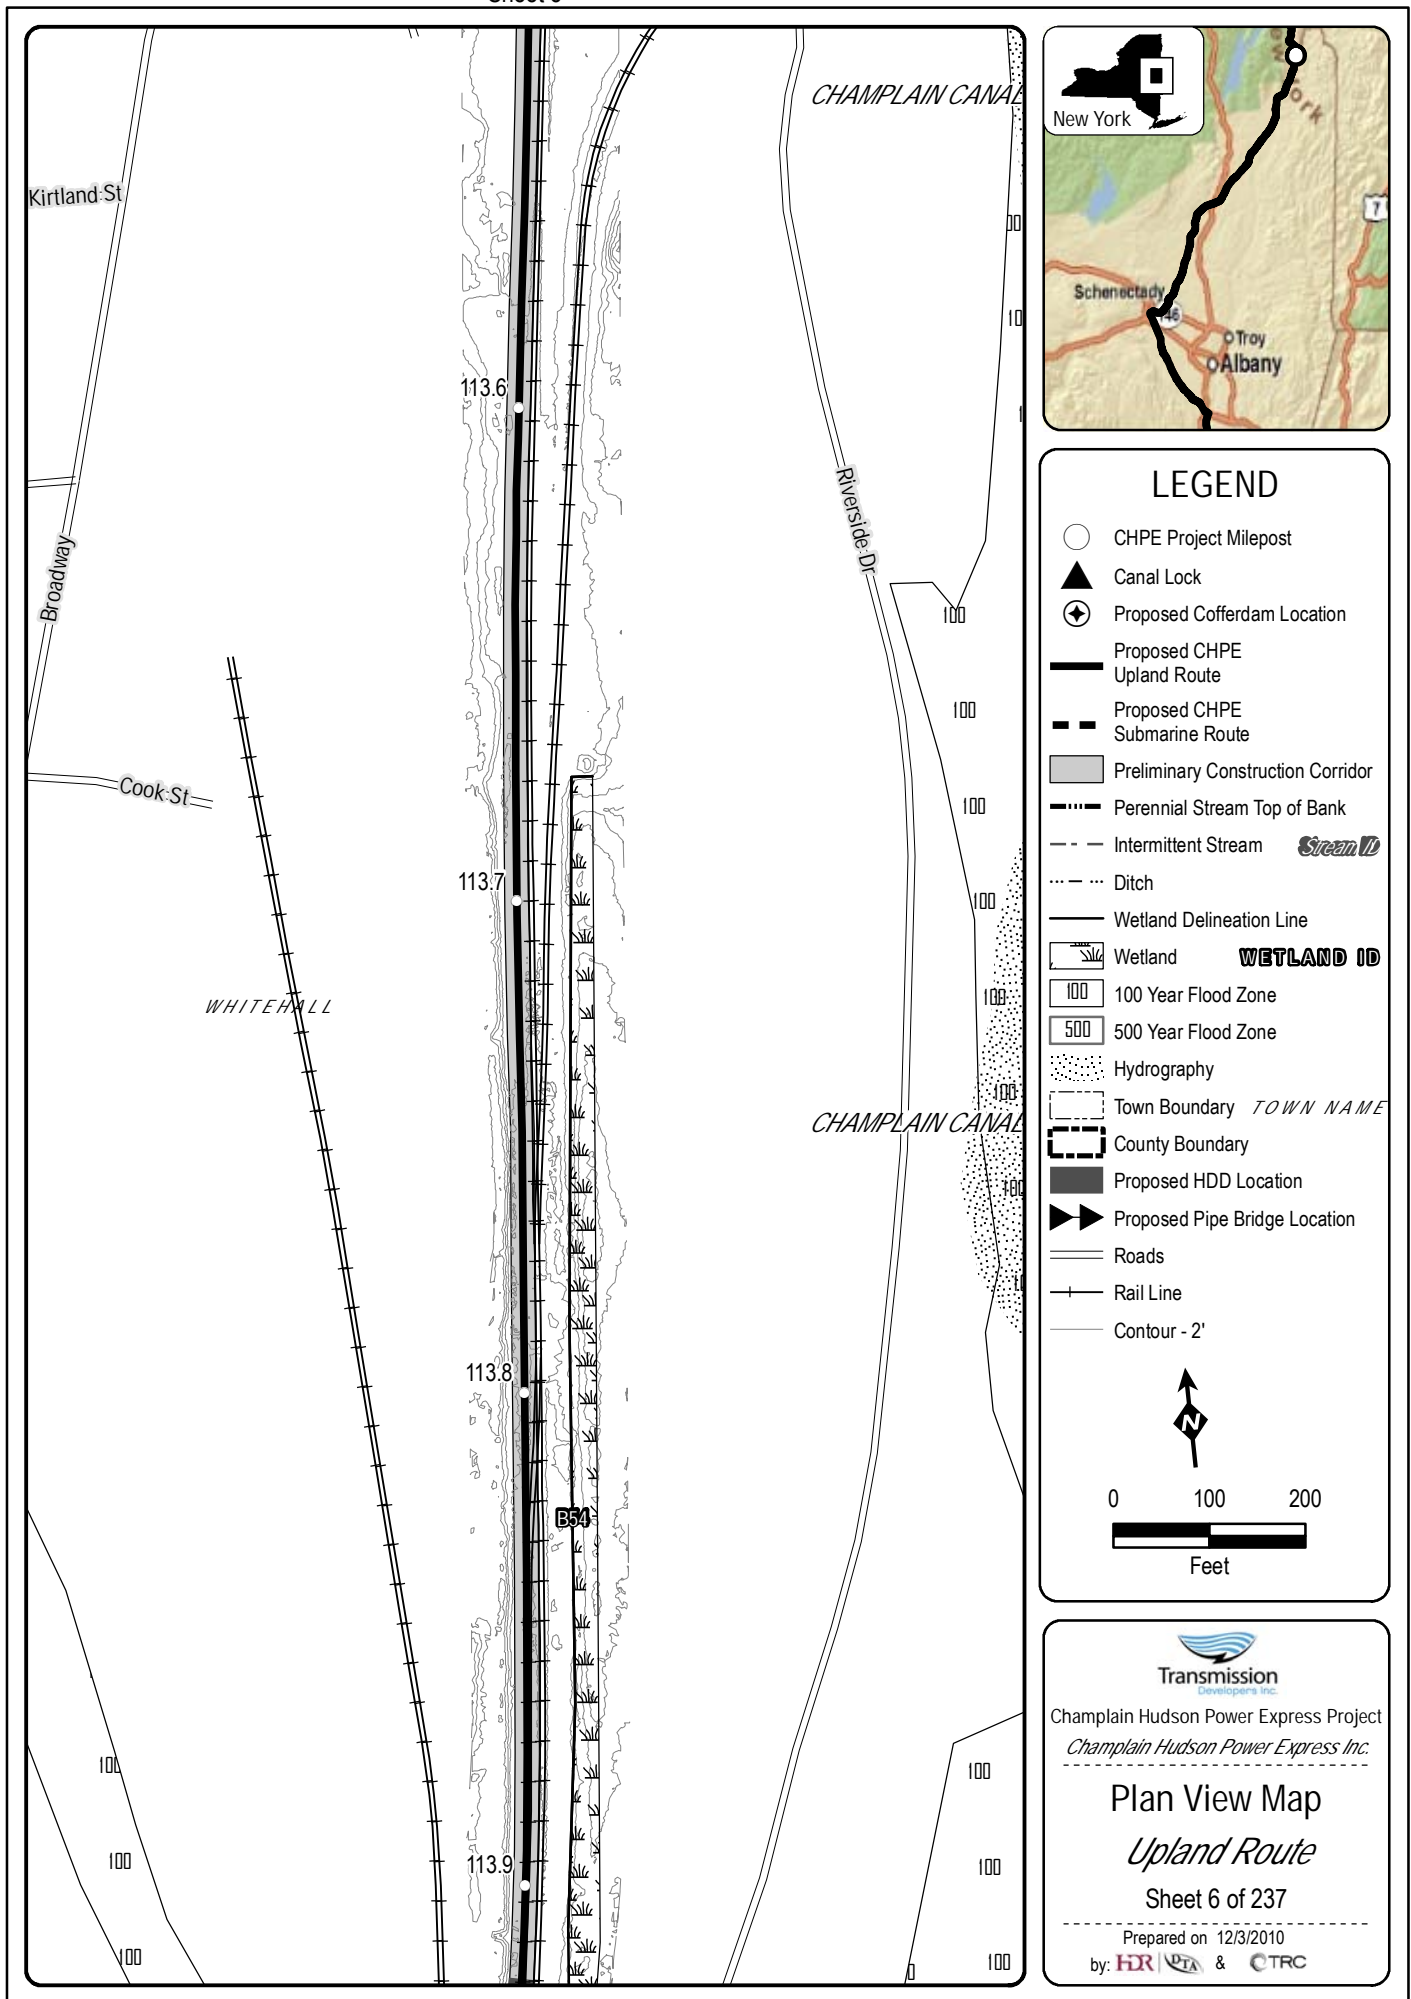 CHAMPLAIN CANAL
Kirtland St
113.6
Riverside Dr
Broadway
100
100
Cook St
100
113.7
100
WHITEHALL
100
100
CHAMPLAIN CANAL
100
113.8
B54
100
100
113.9
100
100
100
100
New York
Schenectady
146
Troy
Albany
7
LEGEND
CHPE Project Milepost
Canal Lock
Proposed Cofferdam Location
Proposed CHPE
Upland Route
Proposed CHPE
Submarine Route
Preliminary Construction Corridor
Perennial Stream Top of Bank
Intermittent Stream Stream ID
Ditch
Wetland Delineation Line
Wetland WETLAND ID
100 100 Year Flood Zone
500 500 Year Flood Zone
Hydrography
Town Boundary TOWN NAME
County Boundary
Proposed HDD Location
Proposed Pipe Bridge Location
Roads
Rail Line
Contour - 2'
N
0 100 200
Feet
Transmission
Developers Inc.
Champlain Hudson Power Express Project
Champlain Hudson Power Express Inc.
Plan View Map
Upland Route
Sheet 6 of 237
Prepared on 12/3/2010
by: HDR DTA & TRC